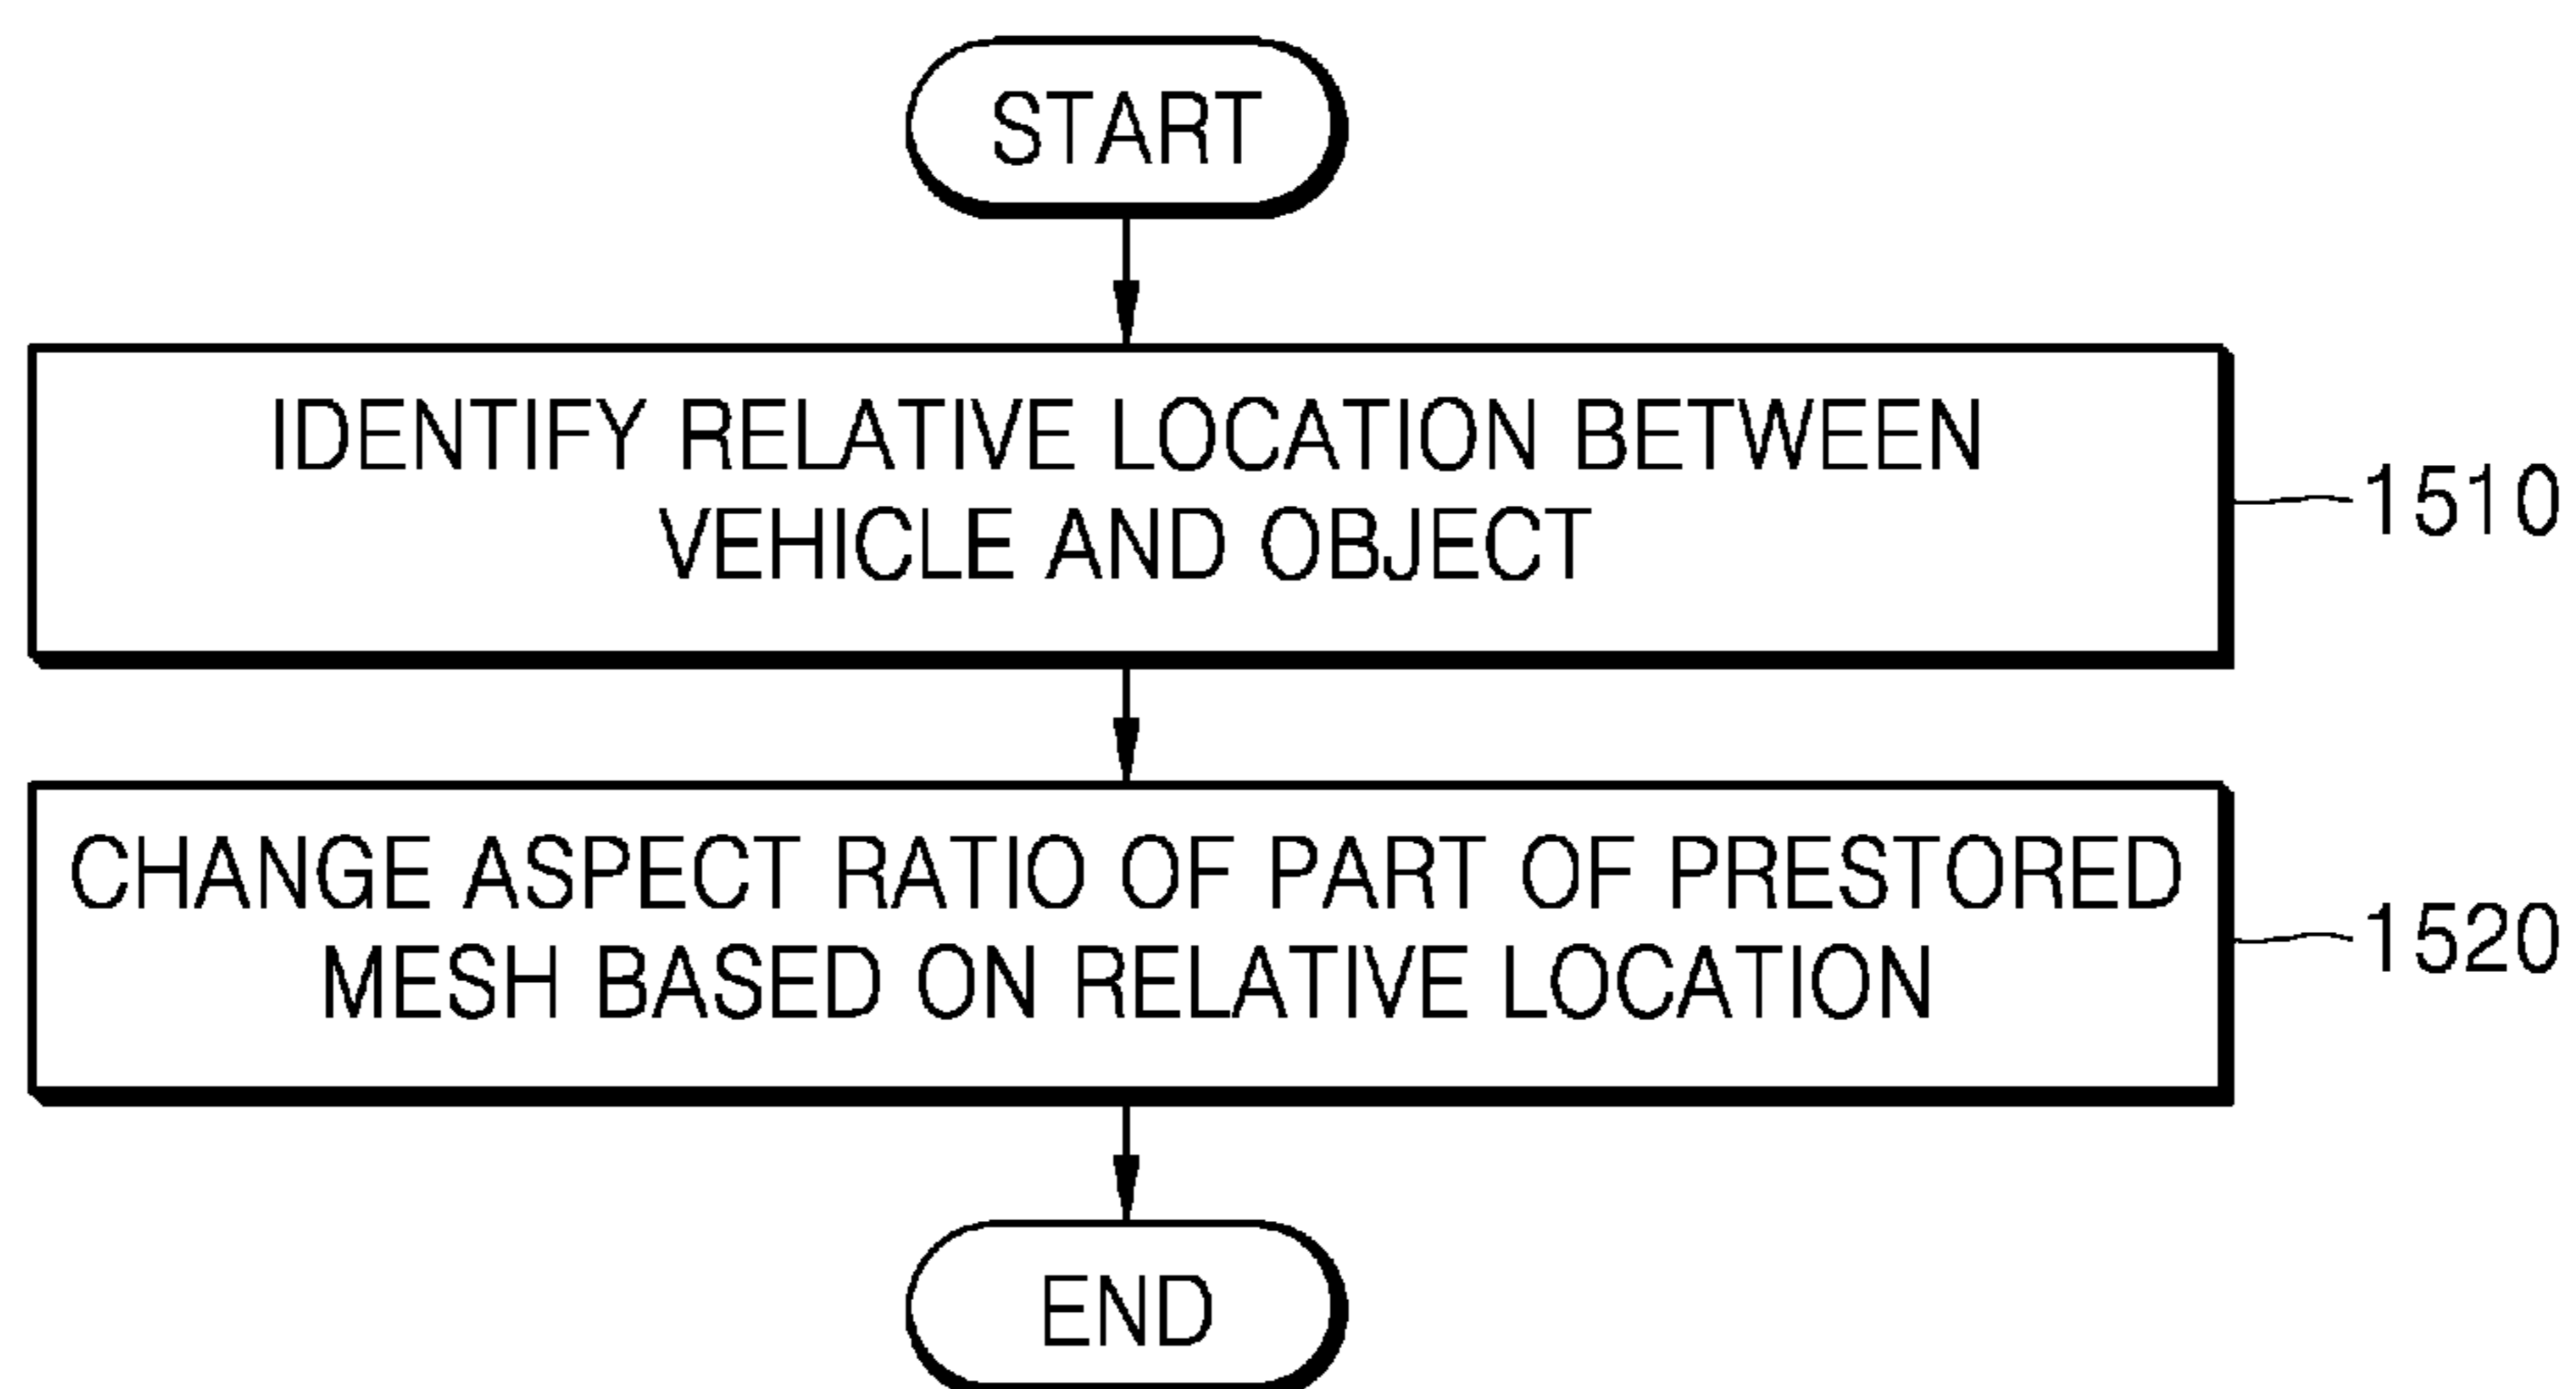 START
IDENTIFY RELATIVE LOCATION BETWEEN
VEHICLE AND OBJECT
1510
CHANGE ASPECT RATIO OF PART OF PRESTORED
MESH BASED ON RELATIVE LOCATION
1520
END